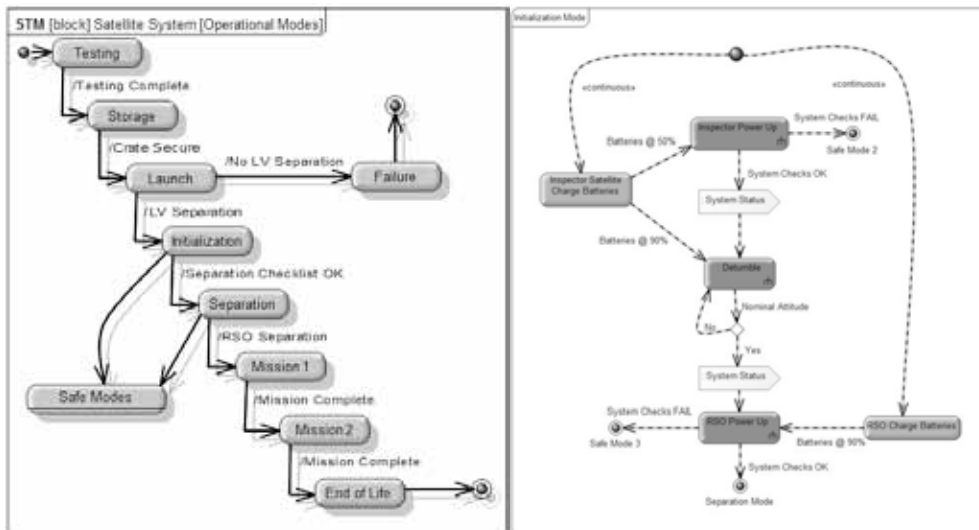 STM [block] Satellite System [Operational Modes]
Testing
/Testing Complete
Storage
/Crate Secure
/No LV Separation
Launch
Failure
/LV Separation
Initialization
/Separation Checklist OK
Separation
/RSO Separation
Mission 1
Safe Modes
/Mission Complete
Mission 2
/Mission Complete
End of Life
Initialization Mode
«continuous»
«continuous»
Inspector Power Up
System Checks FAIL
Batteries @ 50%
Safe Mode 2
System Checks OK
Inspector Satellite
Charge Batteries
System Status
Batteries @ 90%
Detumble
Nominal Attitude
No
Yes
System Status
System Checks FAIL
RSO Power Up
RSO Charge Batteries
Safe Mode 3
Batteries @ 90%
System Checks OK
Separation Mode